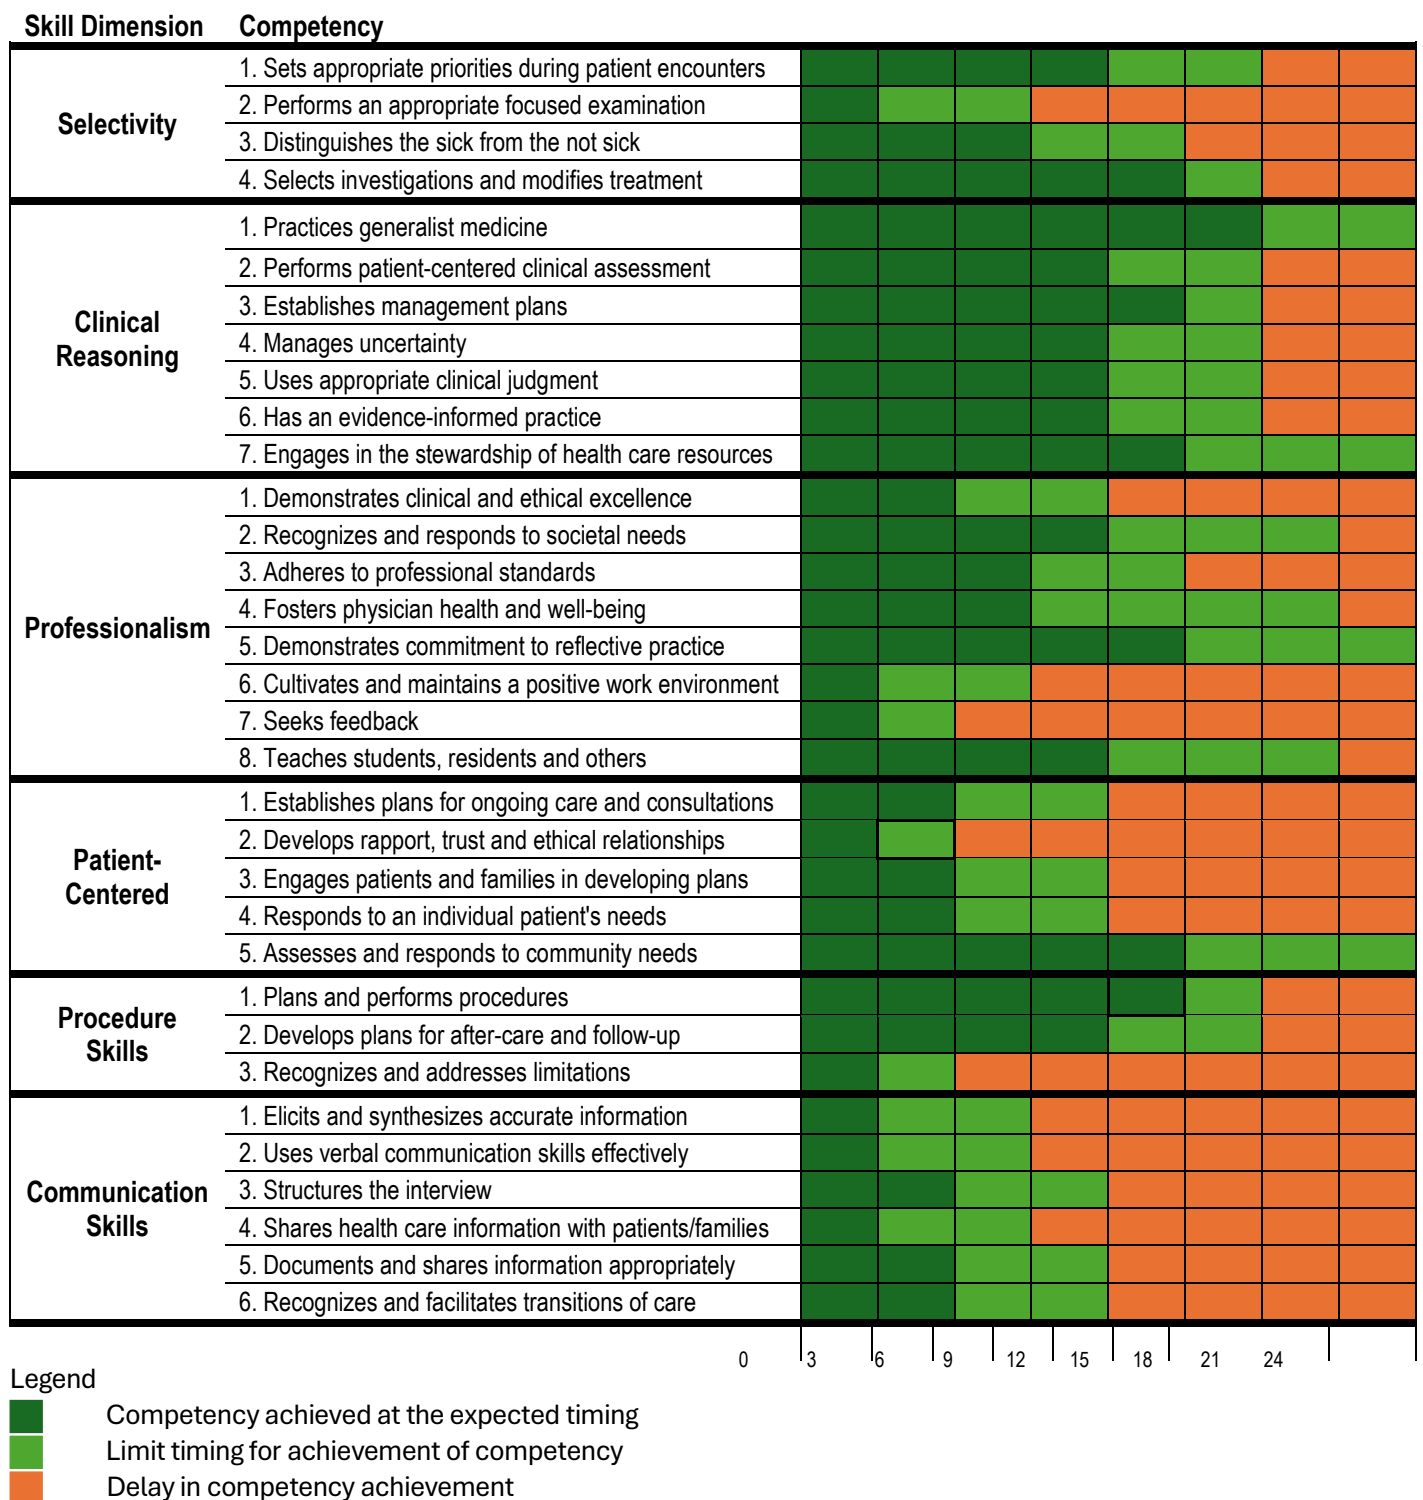 Skill Dimension Competency
Selectivity
1. Sets appropriate priorities during patient encounters
2. Performs an appropriate focused examination
3. Distinguishes the sick from the not sick
4. Selects investigations and modifies treatment
Clinical
Reasoning
1. Practices generalist medicine
2. Performs patient-centered clinical assessment
3. Establishes management plans
4. Manages uncertainty
5. Uses appropriate clinical judgment
6. Has an evidence-informed practice
7. Engages in the stewardship of health care resources
Professionalism
1. Demonstrates clinical and ethical excellence
2. Recognizes and responds to societal needs
3. Adheres to professional standards
4. Fosters physician health and well-being
5. Demonstrates commitment to reflective practice
6. Cultivates and maintains a positive work environment
7. Seeks feedback
8. Teaches students, residents and others
Patient-
Centered
1. Establishes plans for ongoing care and consultations
2. Develops rapport, trust and ethical relationships
3. Engages patients and families in developing plans
4. Responds to an individual patient's needs
5. Assesses and responds to community needs
Procedure
Skills
1. Plans and performs procedures
2. Develops plans for after-care and follow-up
3. Recognizes and addresses limitations
Communication
Skills
1. Elicits and synthesizes accurate information
2. Uses verbal communication skills effectively
3. Structures the interview
4. Shares health care information with patients/families
5. Documents and shares information appropriately
6. Recognizes and facilitates transitions of care
0 3 6 9 12 15 18 21 24
Legend
Competency achieved at the expected timing
Limit timing for achievement of competency
Delay in competency achievement